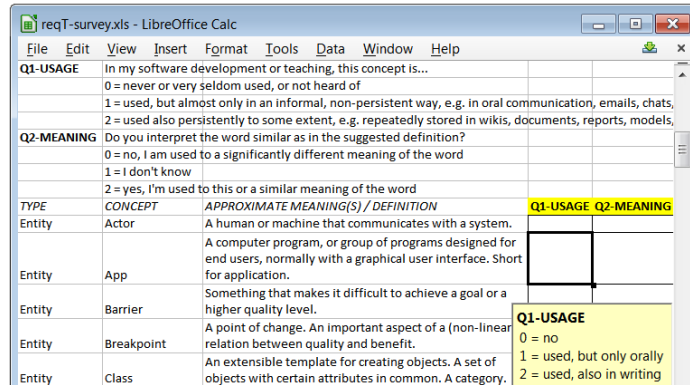 reqT-survey.xls - LibreOffice Calc
File Edit View Insert Format Tools Data Window Help
Q1-USAGE In my software development or teaching, this concept is...
0 = never or very seldom used, or not heard of
1 = used, but almost only in an informal, non-persistent way, e.g. in oral communication, emails, chats,
2 = used also persistently to some extent, e.g. repeatedly stored in wikis, documents, reports, models,
Q2-MEANING Do you interpret the word similar as in the suggested definition?
0 = no, I am used to a significantly different meaning of the word
1 = I don't know
2 = yes, I'm used to this or a similar meaning of the word
TYPE CONCEPT APPROXIMATE MEANING(S) / DEFINITION Q1-USAGE Q2-MEANING
Entity Actor A human or machine that communicates with a system.
A computer program, or group of programs designed for
end users, normally with a graphical user interface. Short
Entity App for application.
Something that makes it difficult to achieve a goal or a
Entity Barrier higher quality level.
A point of change. An important aspect of a (non-linear
Entity Breakpoint relation between quality and benefit.
An extensible template for creating objects. A set of
Entity Class objects with certain attributes in common. A category.
Q1-USAGE
0 = no
1 = used, but only orally
2 = used, also in writing